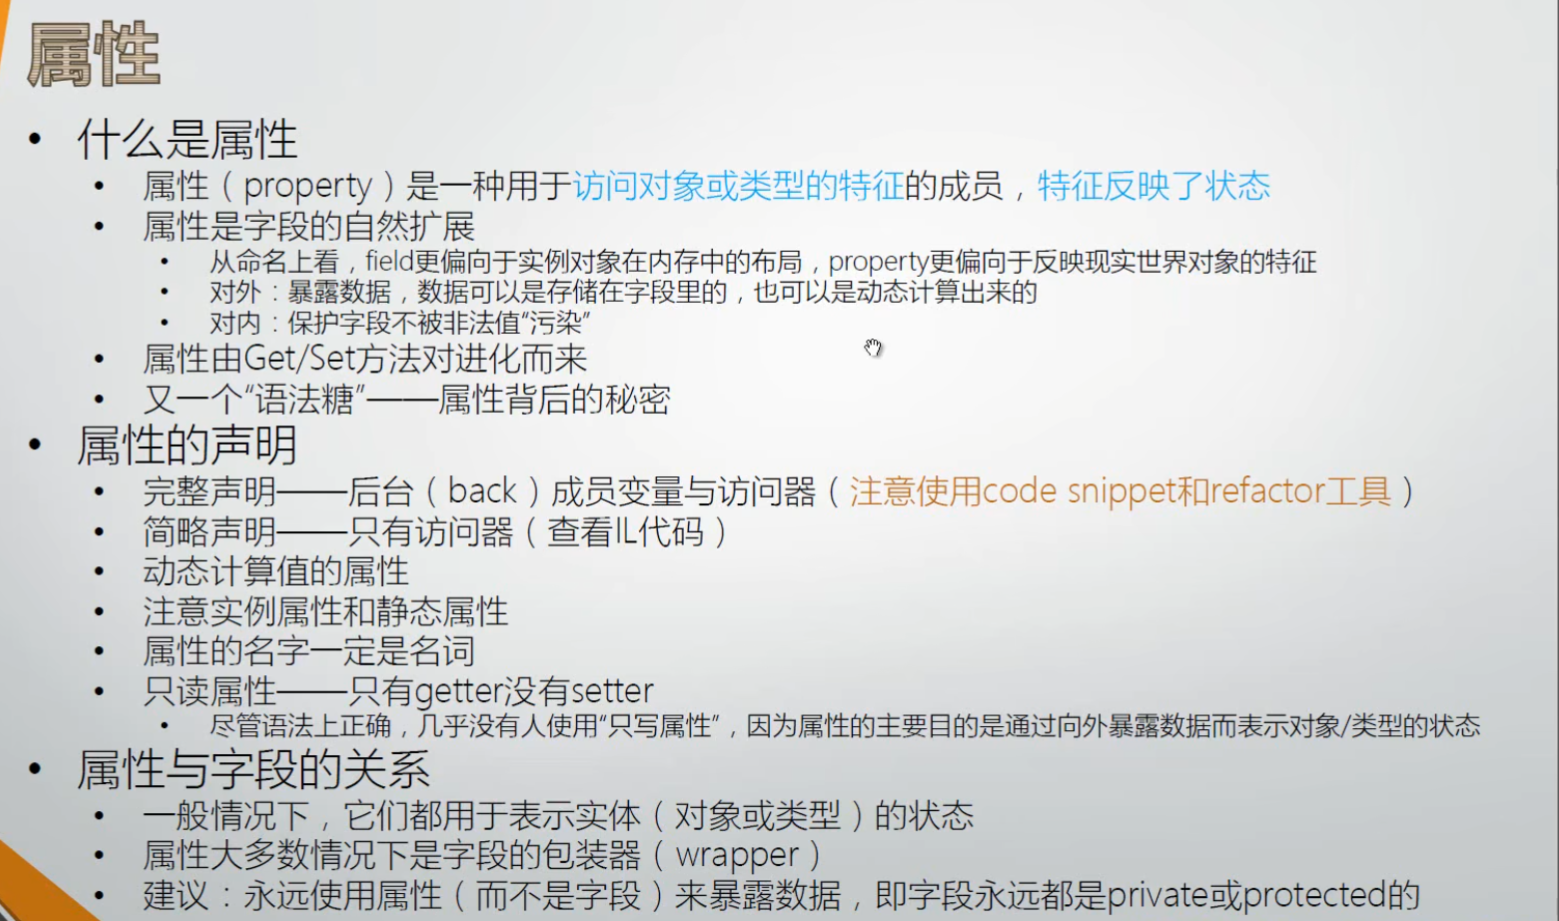 属性
• 什么是属性
• 属性（property）是一种用于访问对象或类型的特征的成员，特征反映了状态
• 属性是字段的自然扩展
• 从命名上看，field更偏向于实例对象在内存中的布局，property更偏向于反映现实世界对象的特征
• 对外：暴露数据，数据可以是存储在字段里的，也可以是动态计算出来的
• 对内：保护字段不被非法值“污染”
• 属性由Get/Set方法对进化而来
• 又一个“语法糖”——属性背后的秘密
• 属性的声明
• 完整声明——后台（back）成员变量与访问器（注意使用code snippet和refactor工具）
• 简略声明——只有访问器（查看IL代码）
• 动态计算值的属性
• 注意实例属性和静态属性
• 属性的名字一定是名词
• 只读属性——只有getter没有setter
• 尽管语法上正确，几乎没有人使用“只写属性”，因为属性的主要目的是通过向外暴露数据而表示对象/类型的状态
• 属性与字段的关系
• 一般情况下，它们都用于表示实体（对象或类型）的状态
• 属性大多数情况下是字段的包装器（wrapper）
• 建议：永远使用属性（而不是字段）来暴露数据，即字段永远都是private或protected的